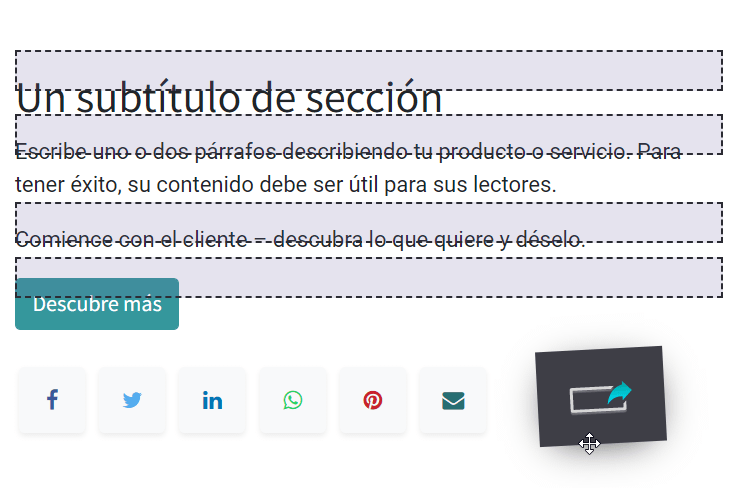 Un subtítulo de sección
Escribe uno o dos párrafos describiendo tu producto o servicio. Para
tener éxito, su contenido debe ser útil para sus lectores.
Comience con el cliente – descubra lo que quiere y déselo.
Descubre más